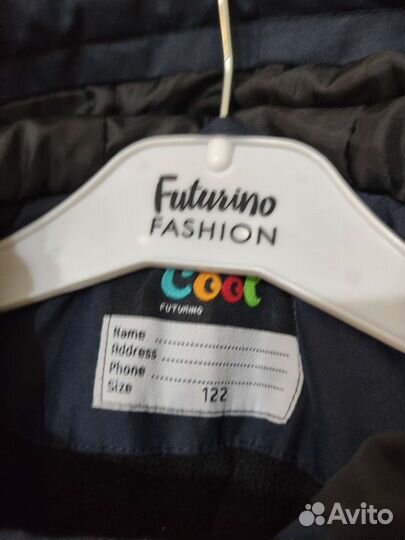 Futurino
FASHION
Cool
FUTURINO
Name
Address
Phone
Size 122
Avito